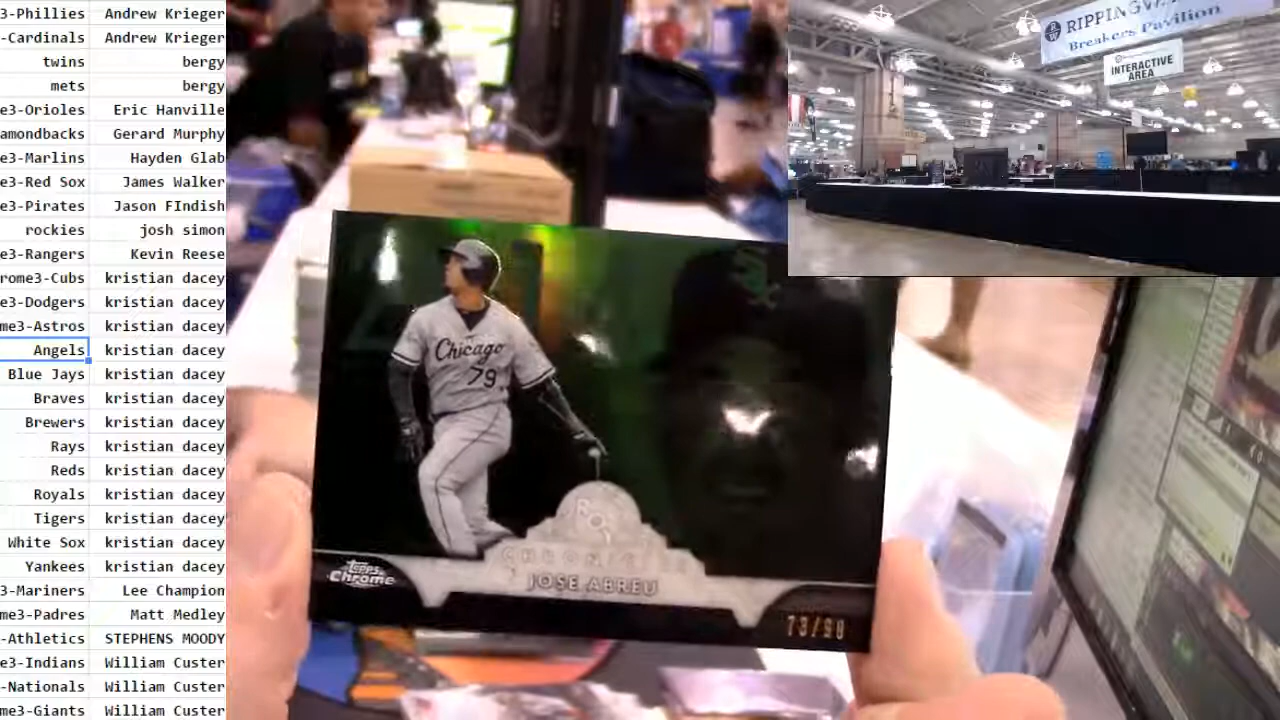 3-Phillies Andrew Krieger
-Cardinals Andrew Krieger
twins bergy
mets bergy
e3-Orioles Eric Hanville
amondbacks Gerard Murphy
e3-Marlins Hayden Glab
e3-Red Sox James Walker
e3-Pirates Jason FIndish
rockies josh simon
e3-Rangers Kevin Reese
rome3-Cubs kristian dacey
e3-Dodgers kristian dacey
me3-Astros kristian dacey
Angels kristian dacey
Blue Jays kristian dacey
Braves kristian dacey
Brewers kristian dacey
Rays kristian dacey
Reds kristian dacey
Royals kristian dacey
Tigers kristian dacey
White Sox kristian dacey
Yankees kristian dacey
3-Mariners Lee Champion
me3-Padres Matt Medley
-Athletics STEPHENS MOODY
e3-Indians William Custer
-Nationals William Custer
me3-Giants William Custer
RIPPINGW
Breakers Pavilion
INTERACTIVE
AREA
Chicago
79
ROY
CHRONIC
JOSE ABREU
Topps
Chrome
73/90